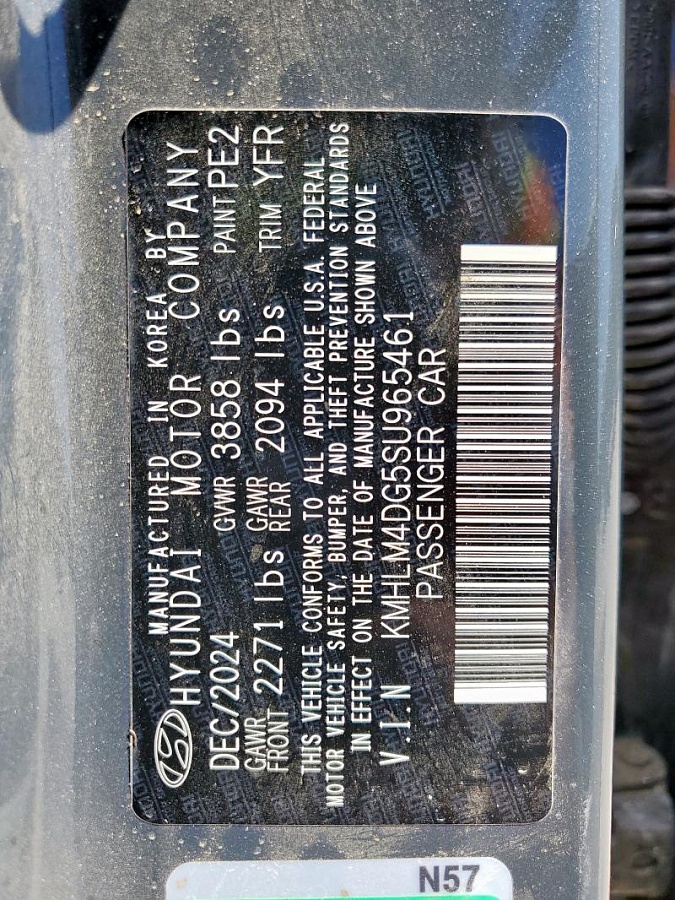 MANUFACTURED IN KOREA BY
HYUNDAI MOTOR COMPANY
DEC/2024 GVWR 3858 lbs PAINT PE2
GAWR FRONT 2271 lbs GAWR REAR 2094 lbs TRIM YFR
THIS VEHICLE CONFORMS TO ALL APPLICABLE U.S.A. FEDERAL
MOTOR VEHICLE SAFETY, BUMPER, AND THEFT PREVENTION STANDARDS
IN EFFECT ON THE DATE OF MANUFACTURE SHOWN ABOVE
V.I.N KMHLM4DG5SU965461
PASSENGER CAR
N57